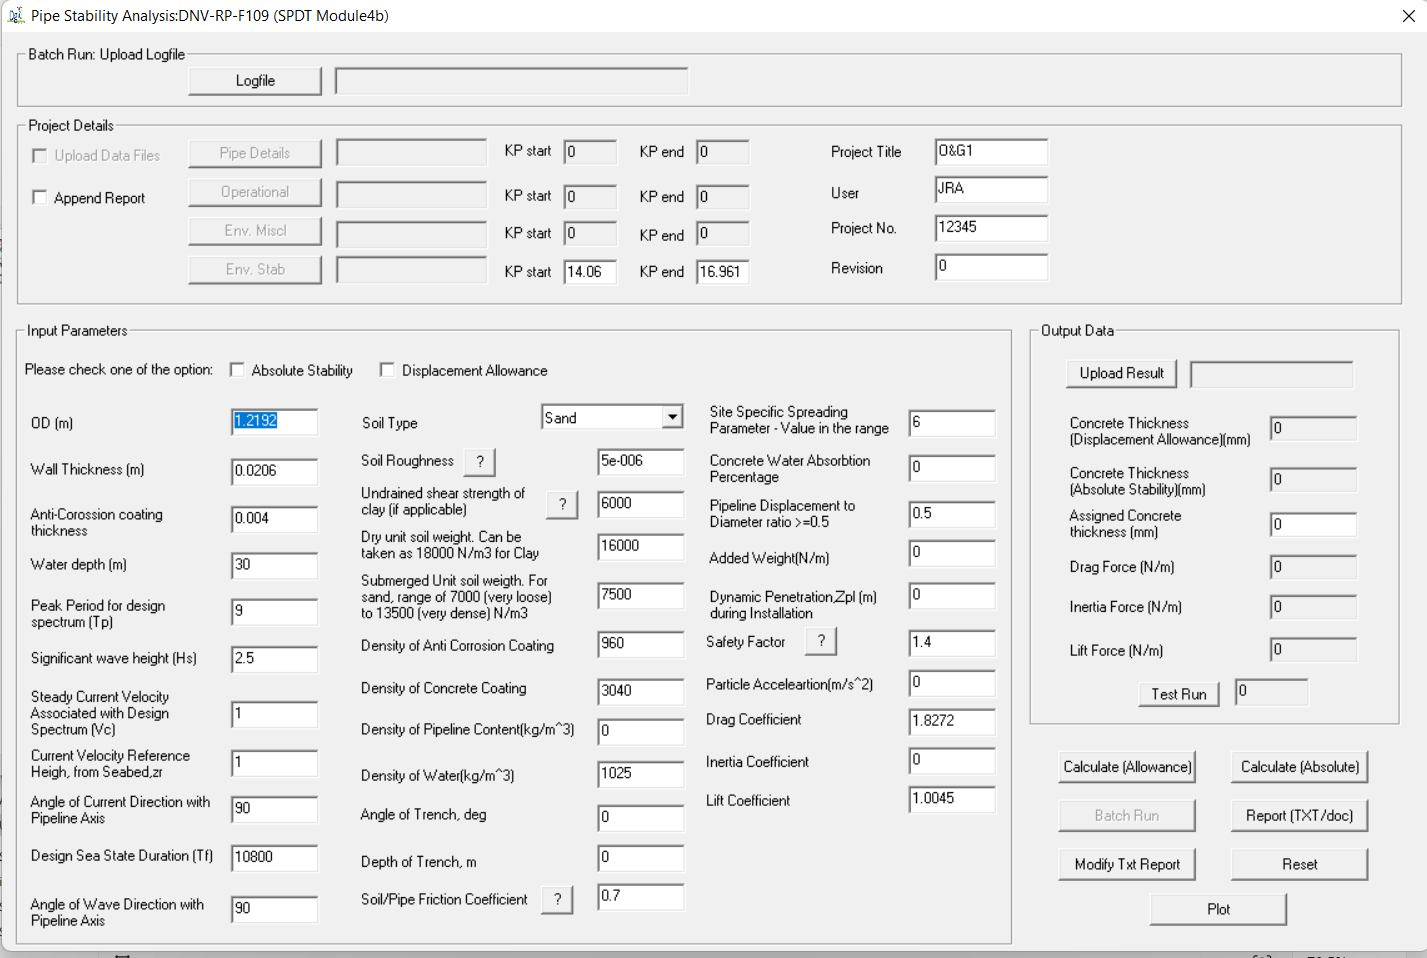 Pipe Stability Analysis:DNV-RP-F109 (SPDT Module4b)
Batch Run: Upload Logfile
Logfile
Project Details
Upload Data Files
Pipe Details
KP start 0
KP end 0
Project Title O&G1
Append Report
Operational
KP start 0
KP end 0
User JRA
Env. Miscl
KP start 0
KP end 0
Project No. 12345
Env. Stab
KP start 14.06
KP end 16.961
Revision 0
Input Parameters
Please check one of the option:
Absolute Stability
Displacement Allowance
OD (m) 1.2192
Wall Thickness (m) 0.0206
Anti-Corossion coating
thickness
0.004
Water depth (m) 30
Peak Period for design
spectrum (Tp)
9
Significant wave height (Hs) 2.5
Steady Current Velocity
Associated with Design
Spectrum (Vc)
1
Current Velocity Reference
Heigh, from Seabed,zr
1
Angle of Current Direction with
Pipeline Axis
90
Design Sea State Duration (Tf) 10800
Angle of Wave Direction with
Pipeline Axis
90
Soil Type Sand
Soil Roughness ? 5e-006
Undrained shear strength of
clay (if applicable)
? 6000
Dry unit soil weight. Can be
taken as 18000 N/m3 for Clay
16000
Submerged Unit soil weigth. For
sand, range of 7000 (very loose)
to 13500 (very dense) N/m3
7500
Density of Anti Corrosion Coating 960
Density of Concrete Coating 3040
Density of Pipeline Content(kg/m^3) 0
Density of Water(kg/m^3) 1025
Angle of Trench, deg 0
Depth of Trench, m 0
Soil/Pipe Friction Coefficient ? 0.7
Site Specific Spreading
Parameter - Value in the range
6
Concrete Water Absorbtion
Percentage
0
Pipeline Displacement to
Diameter ratio >=0.5
0.5
Added Weight(N/m) 0
Dynamic Penetration,Zpl (m)
during Installation
0
Safety Factor ? 1.4
Particle Acceleartion(m/s^2) 0
Drag Coefficient 1.8272
Inertia Coefficient 0
Lift Coefficient 1.0045
Output Data
Upload Result
Concrete Thickness
(Displacement Allowance)(mm)
0
Concrete Thickness
(Absolute Stability)(mm)
0
Assigned Concrete
thickness (mm)
0
Drag Force (N/m) 0
Inertia Force (N/m) 0
Lift Force (N/m) 0
Test Run 0
Calculate (Allowance)
Calculate (Absolute)
Batch Run
Report (TXT/doc)
Modify Txt Report
Reset
Plot